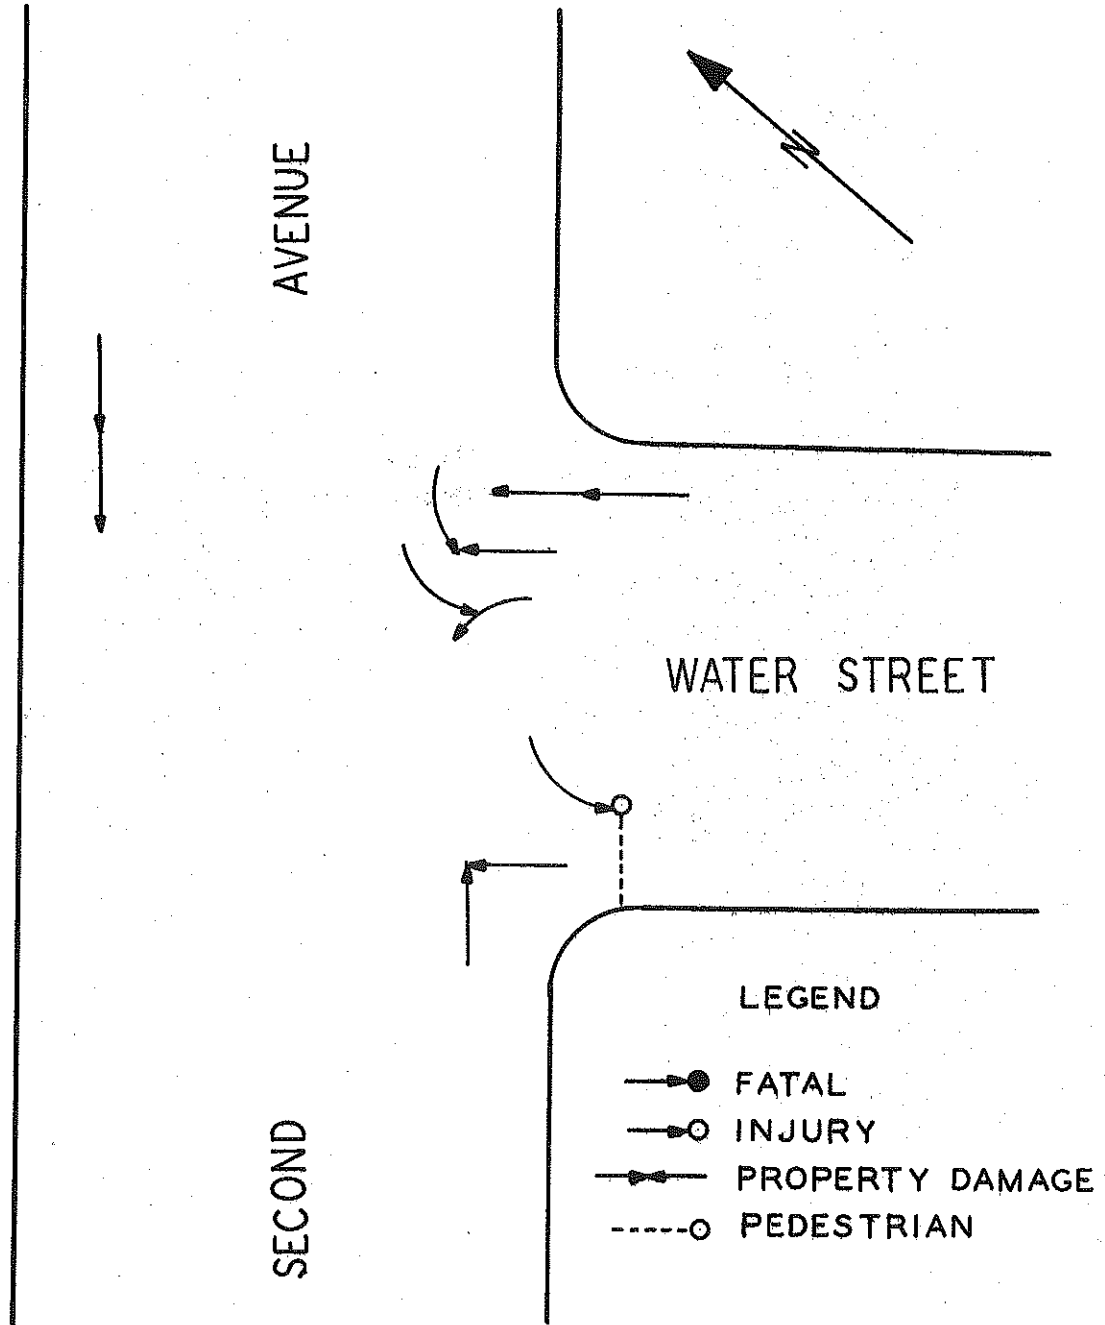 AVENUE
N
WATER STREET
SECOND
LEGEND
FATAL
INJURY
PROPERTY DAMAGE
PEDESTRIAN